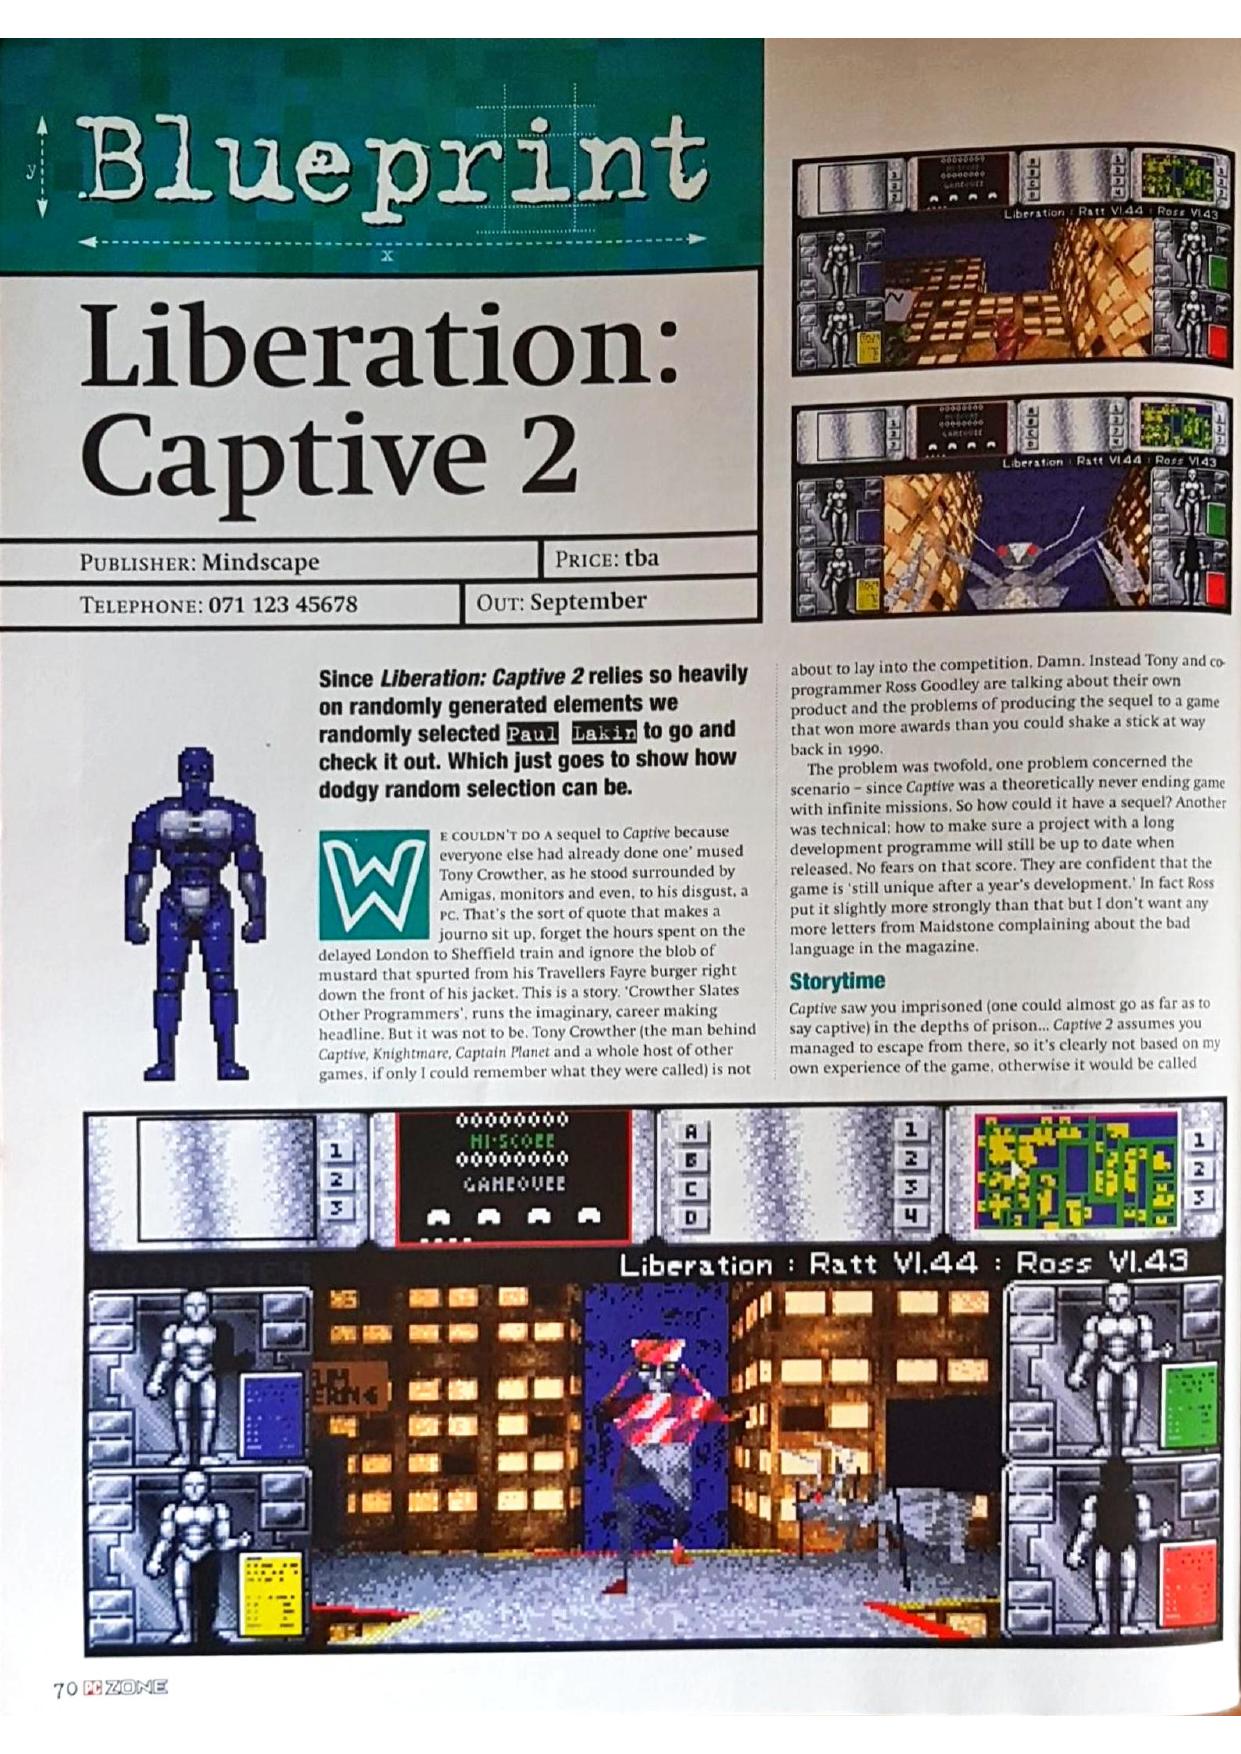 Blueprint
y
x
Liberation:
Captive 2
PUBLISHER: Mindscape
PRICE: tba
TELEPHONE: 071 123 45678
OUT: September
Liberation : Ratt V1.44 : Ross V1.43
Liberation : Ratt V1.44 : Ross V1.43
Since Liberation: Captive 2 relies so heavily
on randomly generated elements we
randomly selected Paul Lakin to go and
check it out. Which just goes to show how
dodgy random selection can be.
WE COULDN'T DO A sequel to Captive because
everyone else had already done one' mused
Tony Crowther, as he stood surrounded by
Amigas, monitors and even, to his disgust, a
PC. That's the sort of quote that makes a
journo sit up, forget the hours spent on the
delayed London to Sheffield train and ignore the blob of
mustard that spurted from his Travellers Fayre burger right
down the front of his jacket. This is a story. 'Crowther Slates
Other Programmers', runs the imaginary, career making
headline. But it was not to be. Tony Crowther (the man behind
Captive, Knightmare, Captain Planet and a whole host of other
games, if only I could remember what they were called) is not
about to lay into the competition. Damn. Instead Tony and co-
programmer Ross Goodley are talking about their own
product and the problems of producing the sequel to a game
that won more awards than you could shake a stick at way
back in 1990.
The problem was twofold, one problem concerned the
scenario – since Captive was a theoretically never ending game
with infinite missions. So how could it have a sequel? Another
was technical: how to make sure a project with a long
development programme will still be up to date when
released. No fears on that score. They are confident that the
game is 'still unique after a year's development.' In fact Ross
put it slightly more strongly than that but I don't want any
more letters from Maidstone complaining about the bad
language in the magazine.
Storytime
Captive saw you imprisoned (one could almost go as far as to
say captive) in the depths of prison... Captive 2 assumes you
managed to escape from there, so it's clearly not based on my
own experience of the game, otherwise it would be called
00000000
HI-SCORE
00000000
GAMEOVER
1
2
3
A
B
C
D
1
2
3
4
1
2
3
Liberation : Ratt V1.44 : Ross V1.43
70 PC ZONE